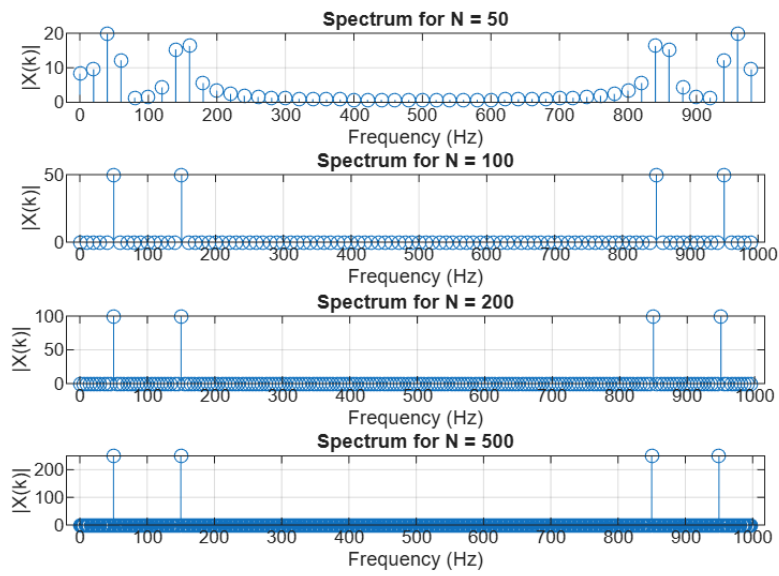 Spectrum for N = 50
20
10
0
|X(k)|
0 100 200 300 400 500 600 700 800 900
Frequency (Hz)
Spectrum for N = 100
50
0
|X(k)|
0 100 200 300 400 500 600 700 800 900 1000
Frequency (Hz)
Spectrum for N = 200
100
50
0
|X(k)|
0 100 200 300 400 500 600 700 800 900 1000
Frequency (Hz)
Spectrum for N = 500
200
100
0
|X(k)|
0 100 200 300 400 500 600 700 800 900 1000
Frequency (Hz)